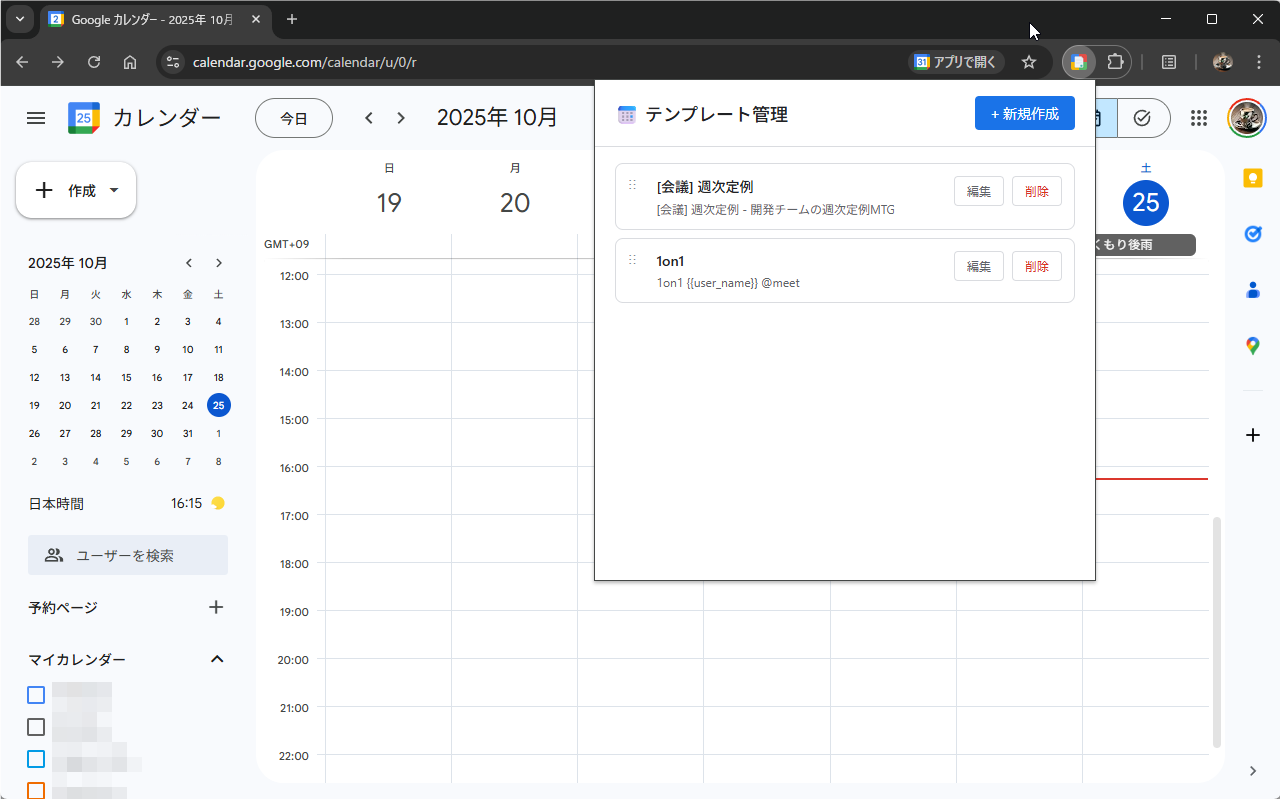 2
Google カレンダー - 2025年 10月
calendar.google.com/calendar/u/0/r
31 アプリで開く
25 カレンダー
今日
2025年 10月
テンプレート管理
+ 新規作成
作成
日 月 土
19 20 25
GMT+09
くもり後雨
[会議] 週次定例
[会議] 週次定例 - 開発チームの週次定例MTG
編集 削除
1on1
1on1 {{user_name}} @meet
編集 削除
2025年 10月
日 月 火 水 木 金 土
28 29 30 1 2 3 4
5 6 7 8 9 10 11
12 13 14 15 16 17 18
19 20 21 22 23 24 25
26 27 28 29 30 31 1
2 3 4 5 6 7 8
日本時間 16:15
ユーザーを検索
予約ページ
マイカレンダー
12:00
13:00
14:00
15:00
16:00
17:00
18:00
19:00
20:00
21:00
22:00